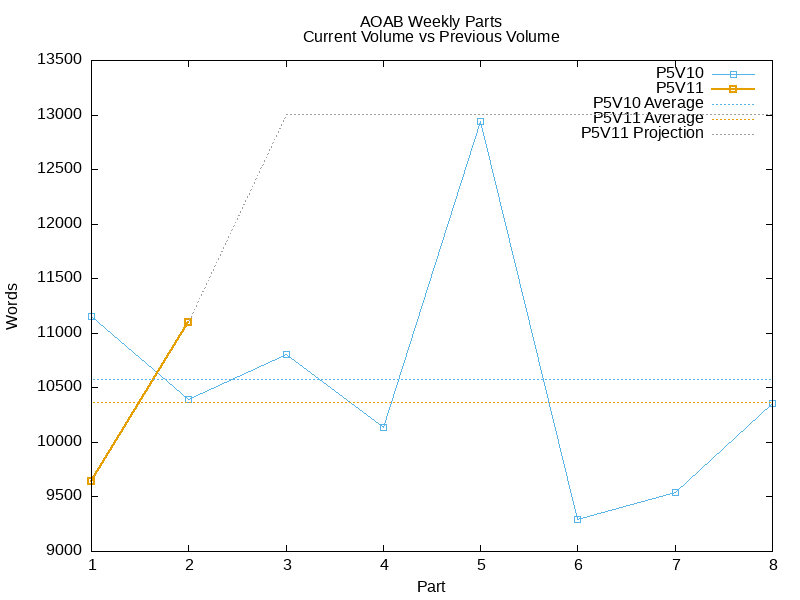 AOAB Weekly Parts
Current Volume vs Previous Volume
13500
13000
12500
12000
11500
11000
10500
10000
9500
9000
Words
P5V10
P5V11
P5V10 Average
P5V11 Average
P5V11 Projection
1 2 3 4 5 6 7 8
Part